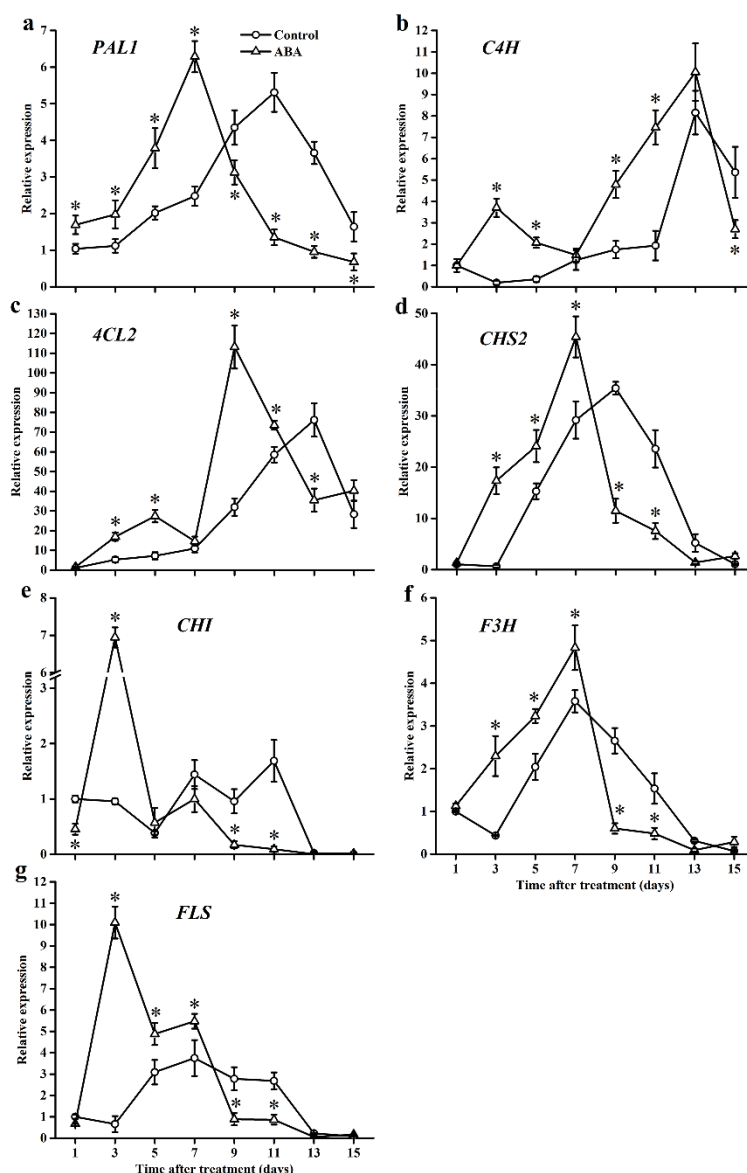 a
PAL1
Control
ABA
Relative expression
7
6
5
4
3
2
1
0
* * * * * * * *
b
C4H
Relative expression
12
11
10
9
8
7
6
5
4
3
2
1
0
* * * * *
c
4CL2
Relative expression
130
120
110
100
90
80
70
60
50
40
30
20
10
0
* * * * *
d
CHS2
Relative expression
50
40
30
20
10
0
* * * * *
e
CHI
Relative expression
7
6
3
2
1
0
* * * *
f
F3H
Relative expression
6
5
4
3
2
1
0
* * * * *
1 3 5 7 9 11 13 15
Time after treatment (days)
g
FLS
Relative expression
12
11
10
9
8
7
6
5
4
3
2
1
0
* * * * *
1 3 5 7 9 11 13 15
Time after treatment (days)